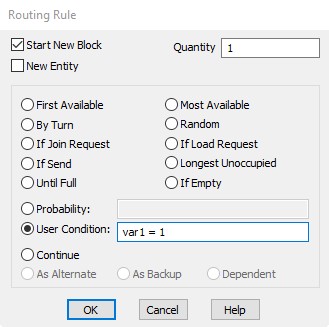 Routing Rule
Start New Block
Quantity 1
New Entity
First Available
Most Available
By Turn
Random
If Join Request
If Load Request
If Send
Longest Unoccupied
Until Full
If Empty
Probability:
User Condition: var1 = 1
Continue
As Alternate As Backup Dependent
OK Cancel Help